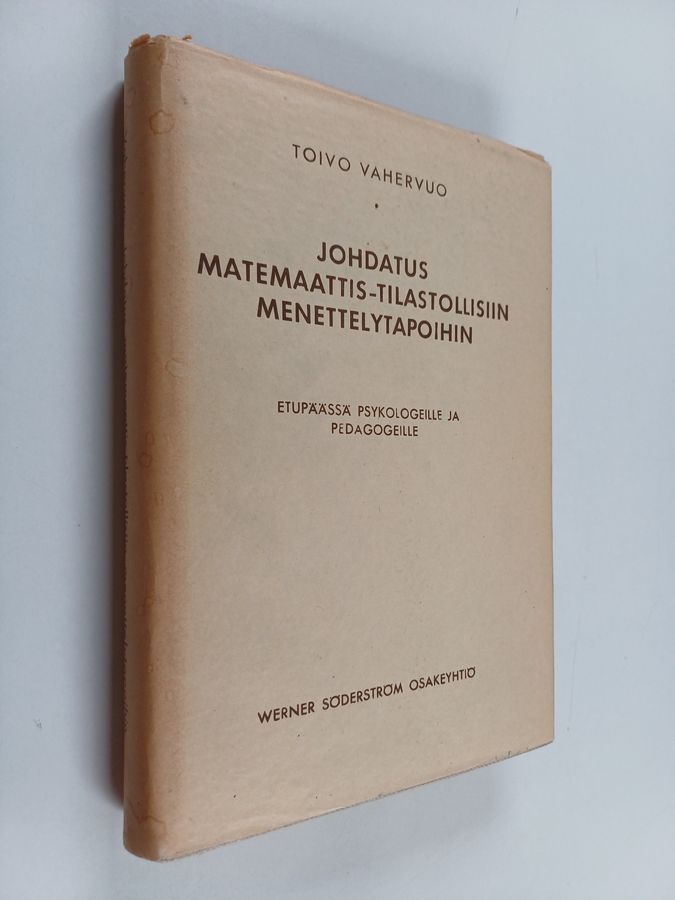 TOIVO VAHERVUO
JOHDATUS
MATEMAATTIS-TILASTOLLISIIN
MENETTELYTAPOIHIN
ETUPÄÄSSÄ PSYKOLOGEILLE JA
PEDAGOGEILLE
WERNER SÖDERSTRÖM OSAKEYHTIÖ